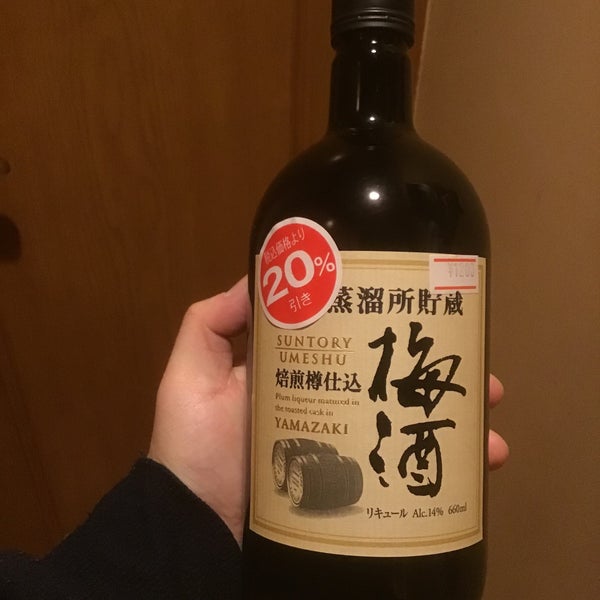 税込価格より
20%
引き
¥1280
蒸溜所貯蔵
梅酒
SUNTORY
UMESHU
焙煎樽仕込
Plum liqueur matured in
the toasted cask in
YAMAZAKI
リキュール Alc.14% 660ml